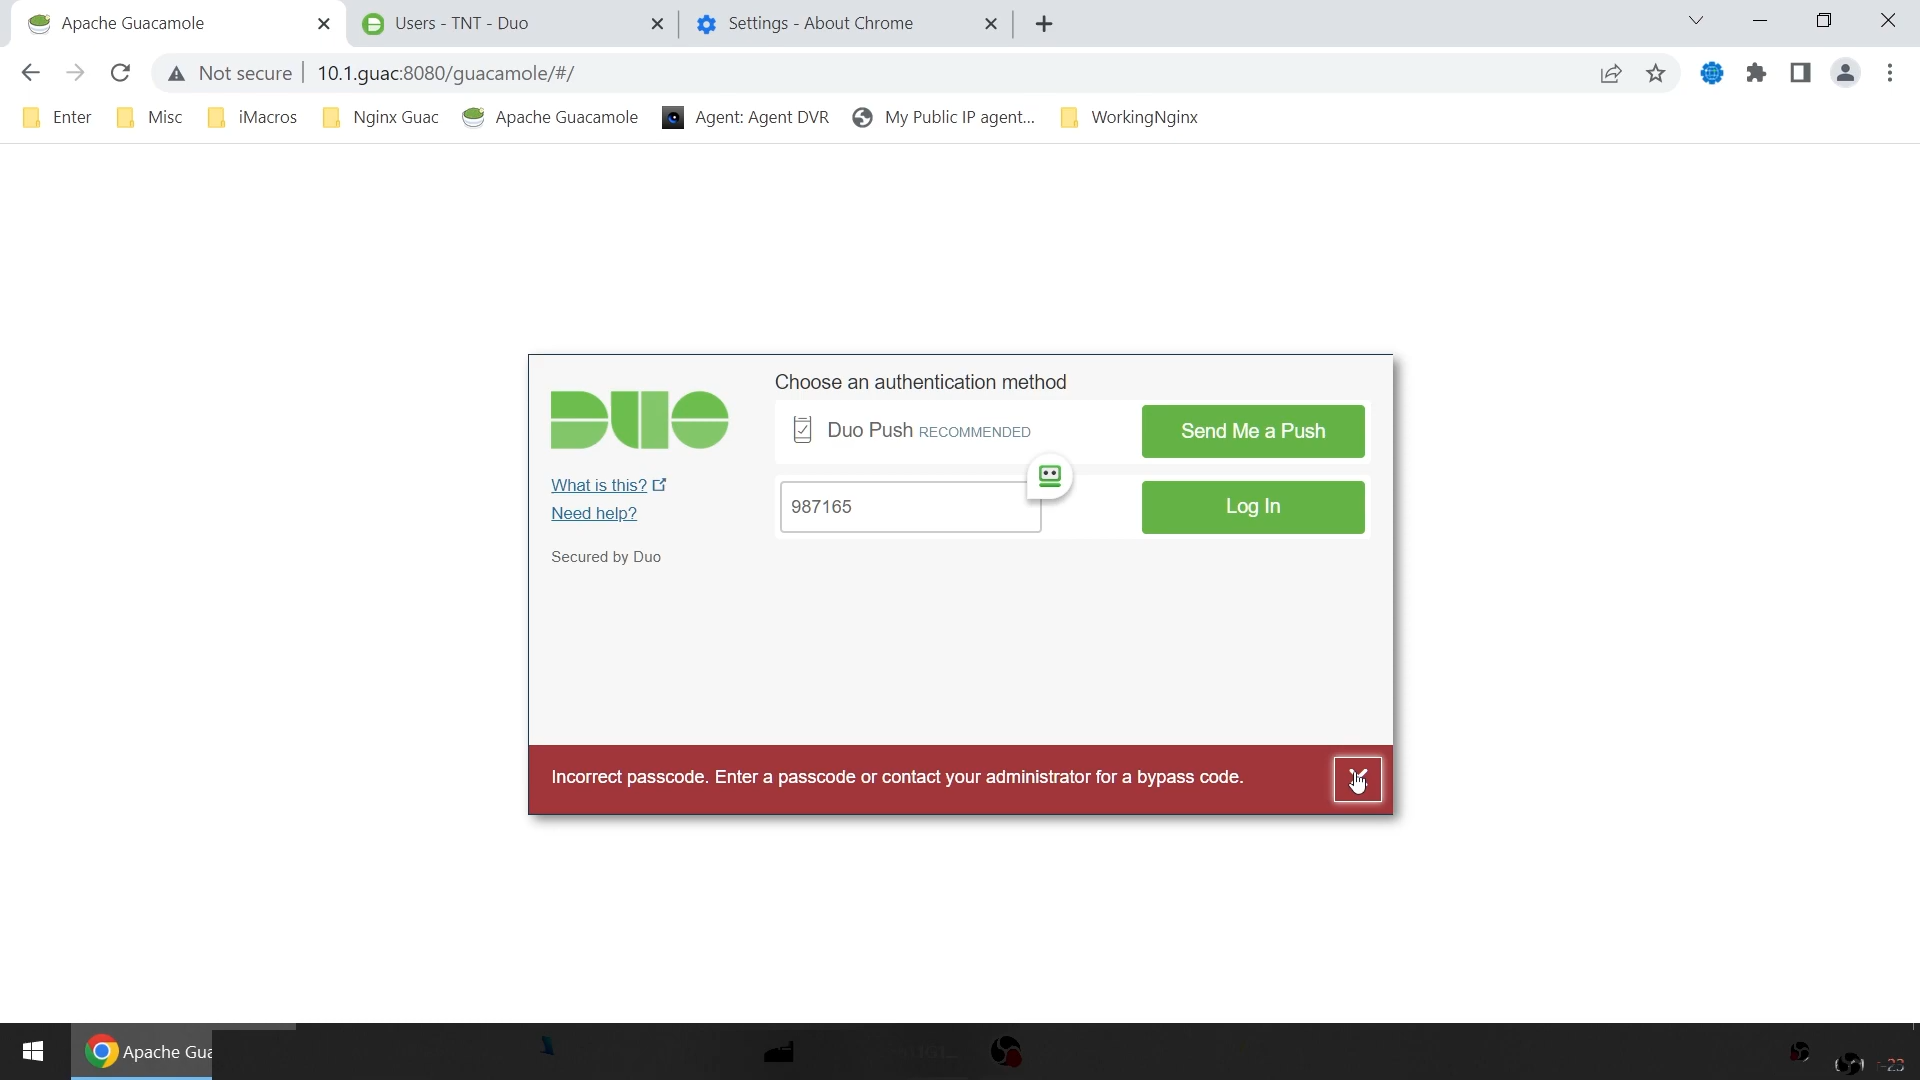 Apache Guacamole
Users - TNT - Duo
Settings - About Chrome
Not secure
10.1.guac:8080/guacamole/#/
Enter
Misc
iMacros
Nginx Guac
Apache Guacamole
Agent: Agent DVR
My Public IP agent...
WorkingNginx
Choose an authentication method
DUO
Duo Push RECOMMENDED
Send Me a Push
What is this?
987165
Log In
Need help?
Secured by Duo
Incorrect passcode. Enter a passcode or contact your administrator for a bypass code.
Apache Gua